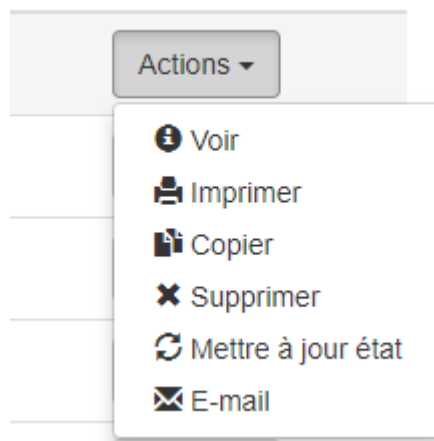 Actions
Voir
Imprimer
Copier
Supprimer
Mettre à jour état
E-mail